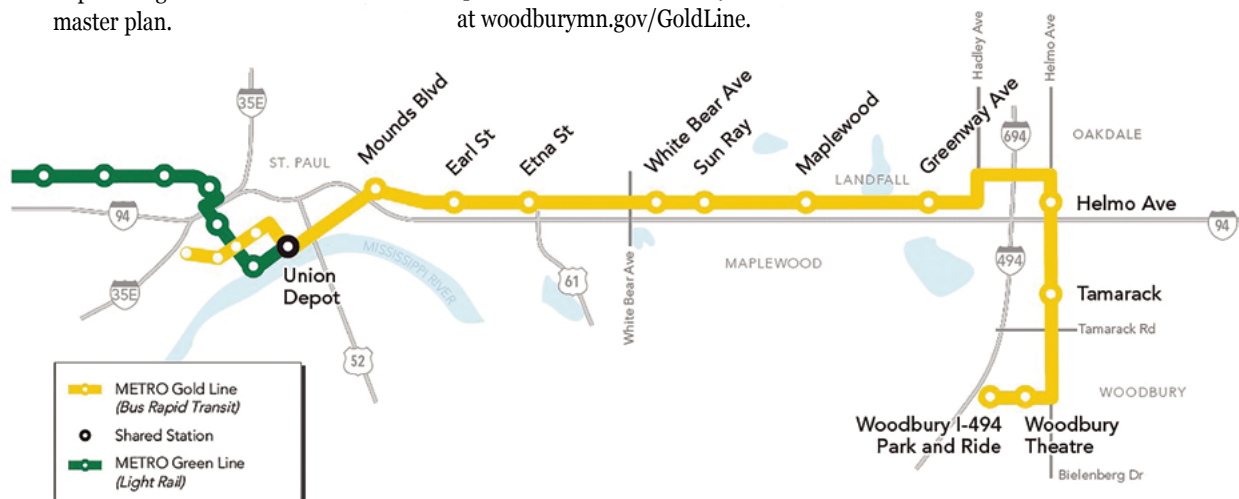 master plan.
at woodburymn.gov/GoldLine.
Hadley Ave
Helmo Ave
35E
ST. PAUL
Mounds Blvd
Earl St
Etna St
White Bear Ave
Sun Ray
Maplewood
Greenway Ave
694
OAKDALE
LANDFALL
Helmo Ave
94
94
MISSISSIPPI RIVER
MAPLEWOOD
494
Union
Depot
35E
61
White Bear Ave
Tamarack
Tamarack Rd
52
WOODBURY
Woodbury I-494
Park and Ride
Woodbury
Theatre
Bielenberg Dr
METRO Gold Line
(Bus Rapid Transit)
Shared Station
METRO Green Line
(Light Rail)